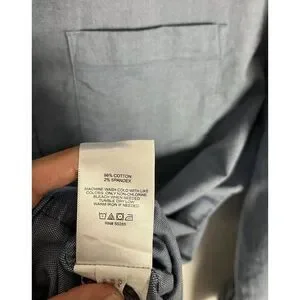 98% COTTON
2% SPANDEX
MACHINE WASH COLD WITH LIKE
COLORS. ONLY NON-CHLORINE
BLEACH WHEN NEEDED
TUMBLE DRY LOW
WARM IRON IF NEEDED